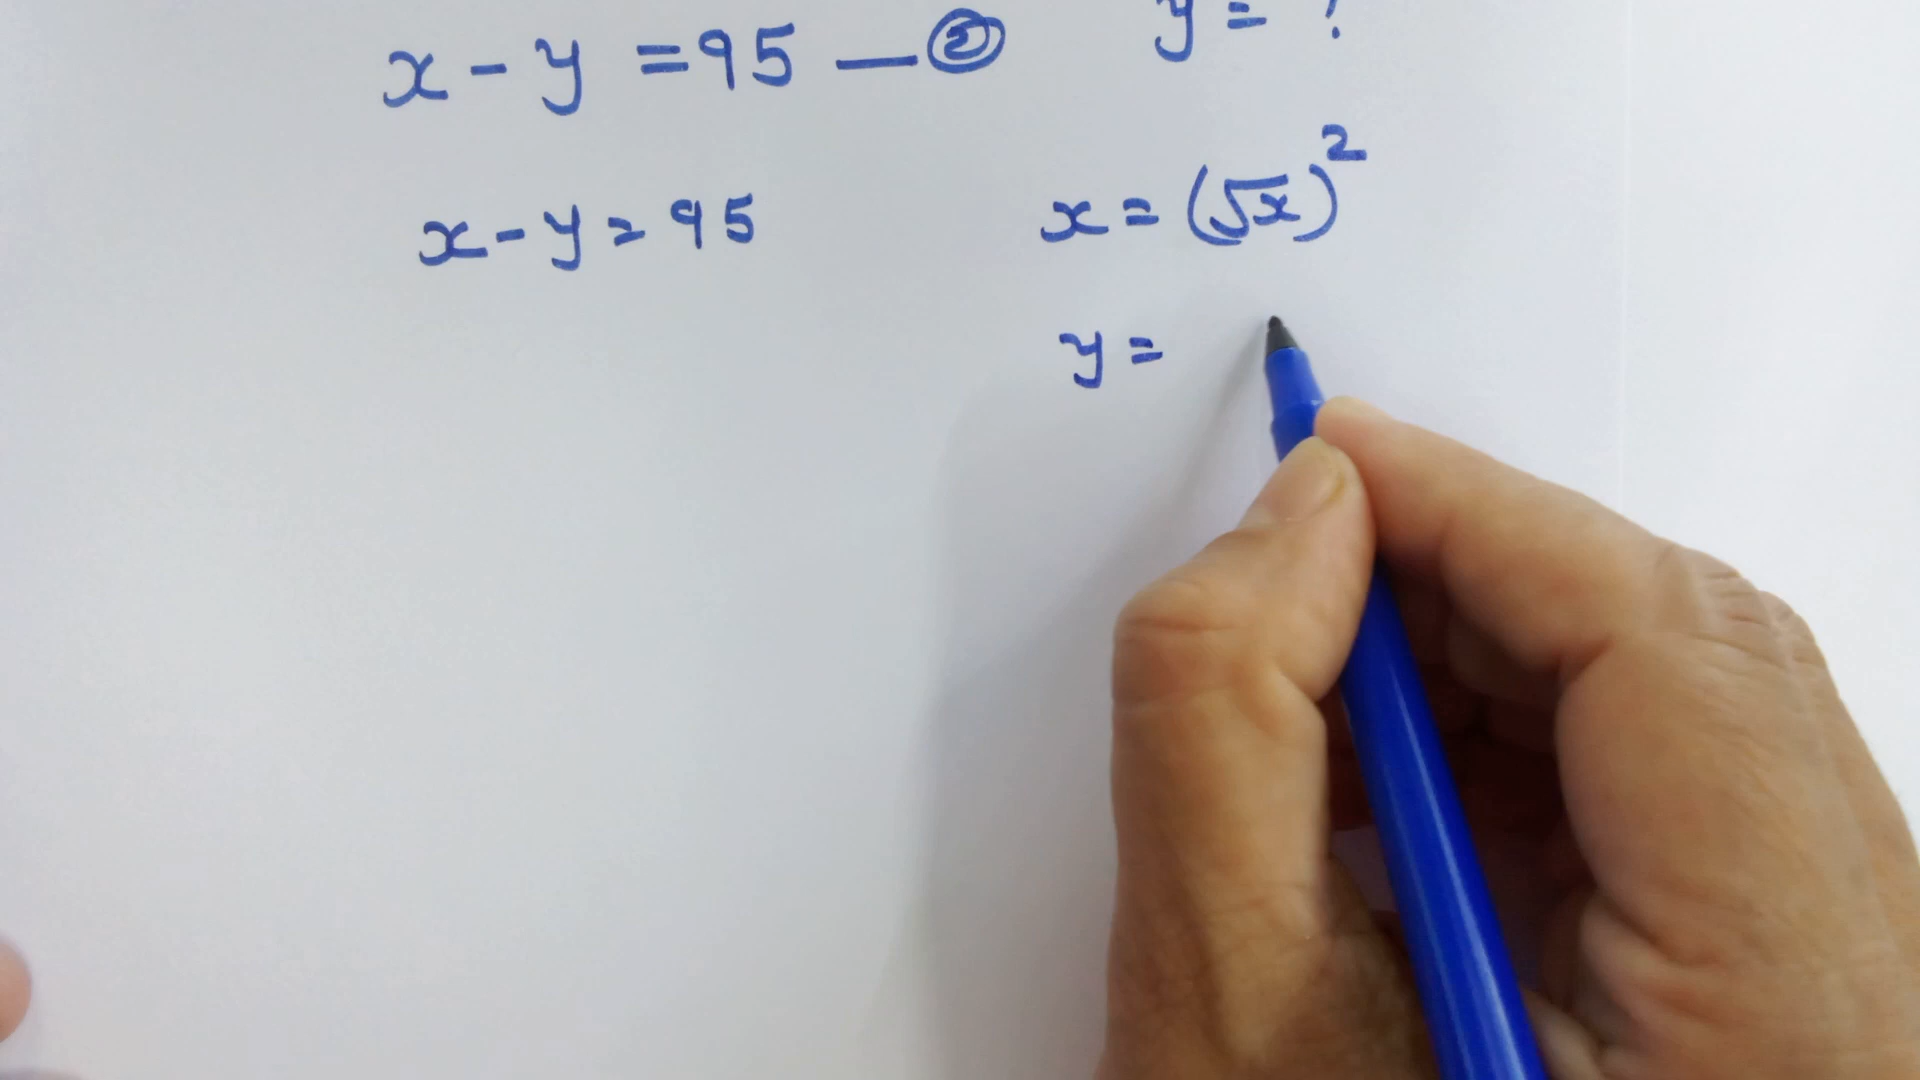 y = ?
x - y = 95 — ②
x - y = 95
x = (√x)²
y =